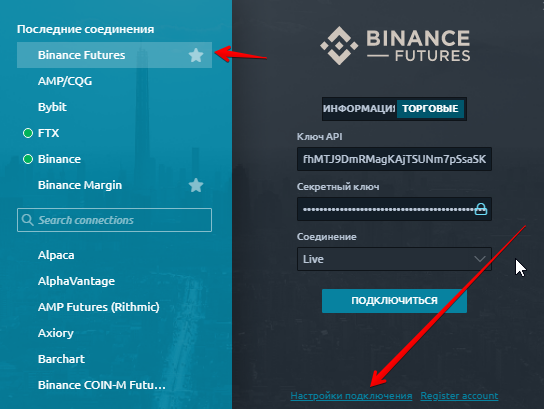 Последние соединения
Binance Futures
AMP/CQG
Bybit
FTX
Binance
Binance Margin
Search connections
Alpaca
AlphaVantage
AMP Futures (Rithmic)
Axiory
Barchart
Binance COIN-M Futu...
BINANCE
FUTURES
ИНФОРМАЦИЯ ТОРГОВЫЕ
Ключ API
fhMTJ9DmRMagKAjTSUNm7pSsaSK
Секретный ключ
Соединение
Live
ПОДКЛЮЧИТЬСЯ
Настройки подключения Register account